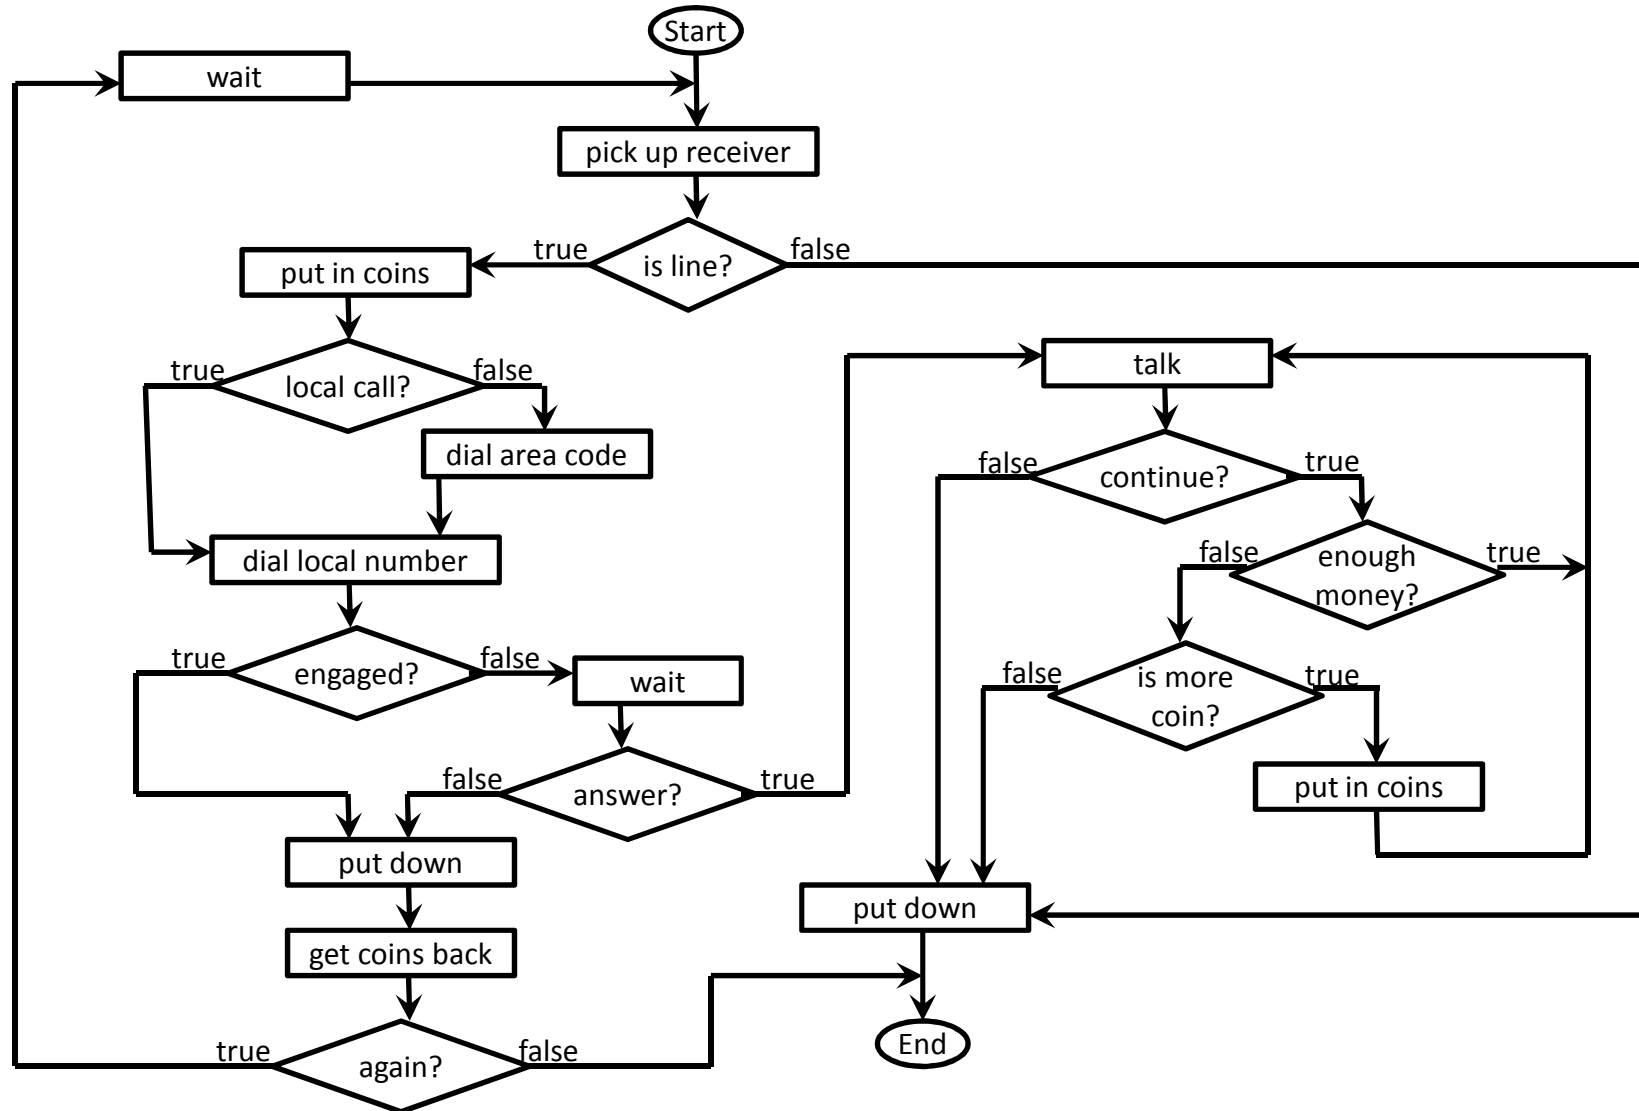 Start
wait
pick up receiver
true
false
is line?
put in coins
true
false
local call?
talk
dial area code
false
true
continue?
dial local number
false
true
enough
money?
true
false
engaged?
wait
false
true
is more
coin?
false
true
answer?
put in coins
put down
put down
get coins back
true
false
again?
End